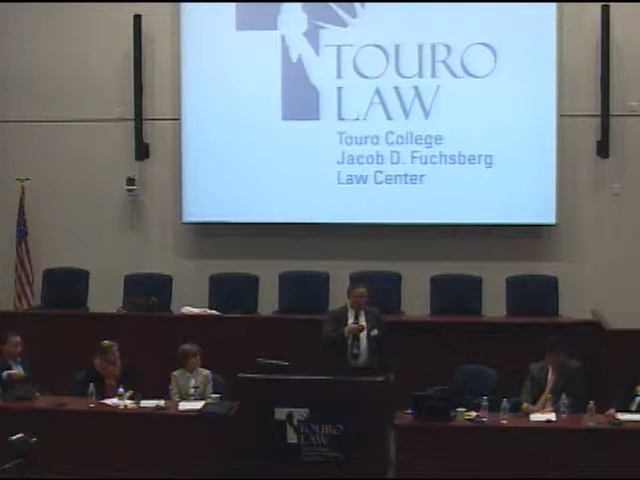 TOURO
LAW
Touro College
Jacob D. Fuchsberg
Law Center
TOURO
LAW